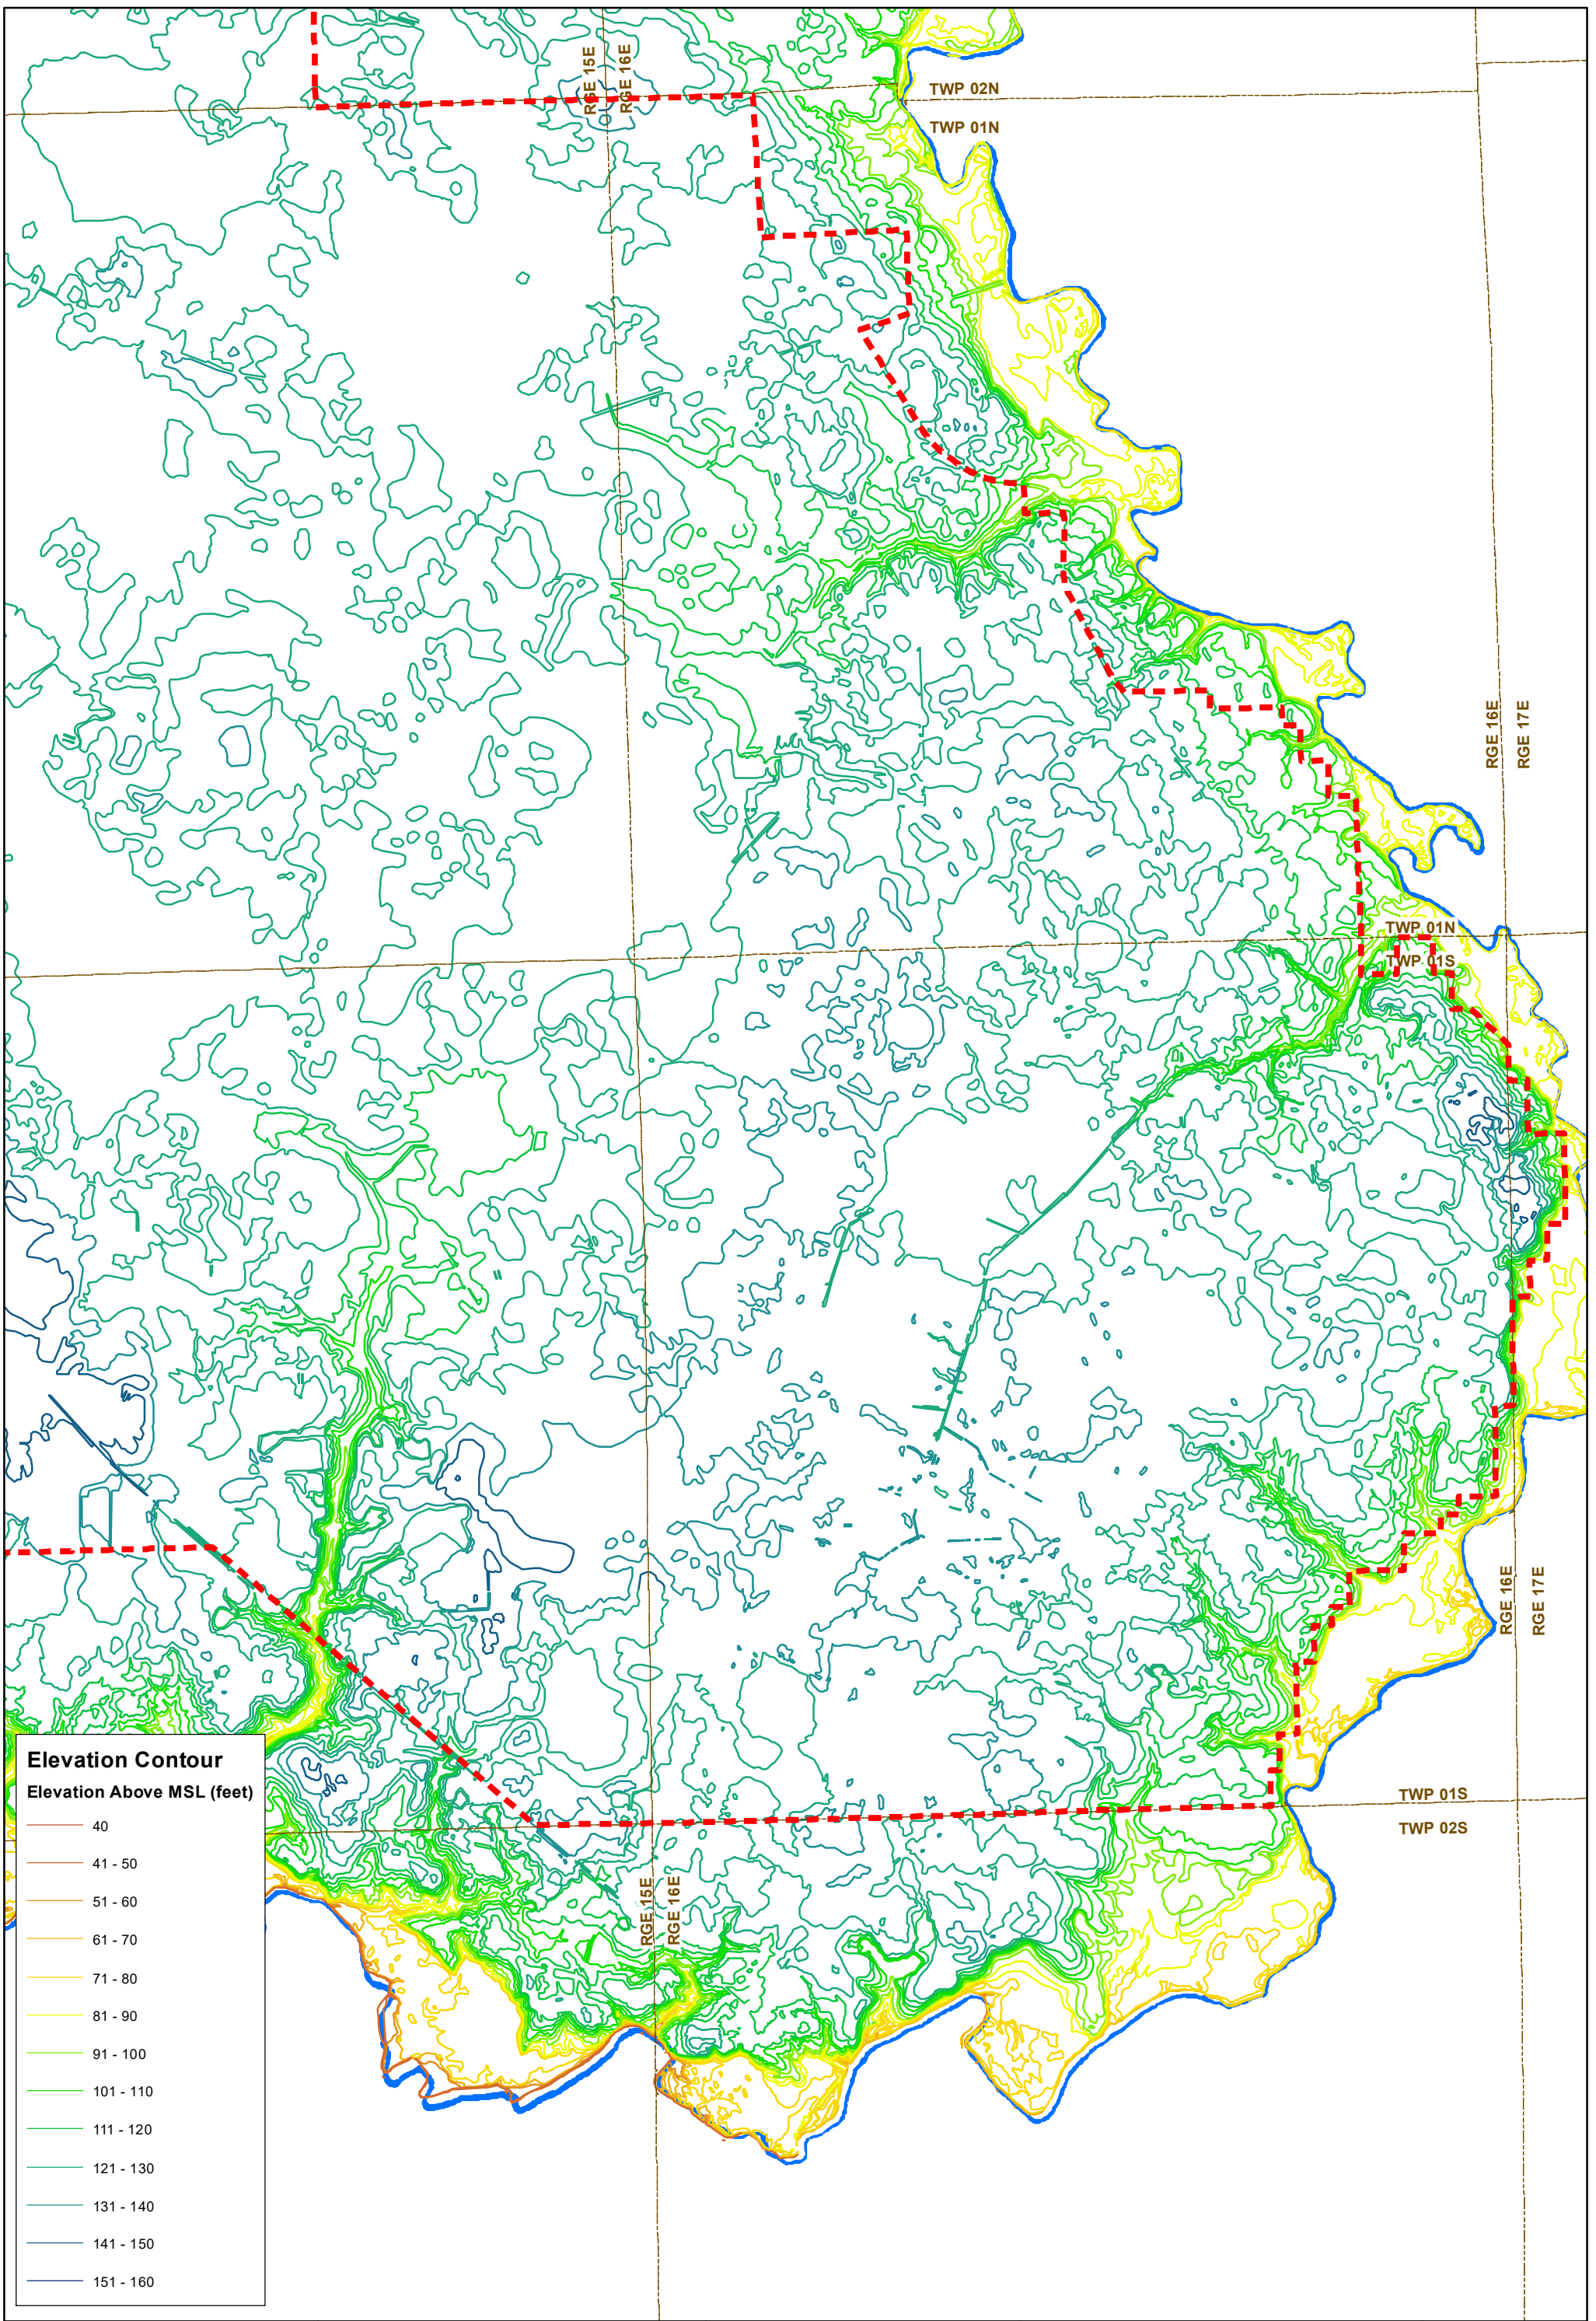 RGE 15E
RGE 16E
TWP 02N
TWP 01N
RGE 16E
RGE 17E
TWP 01N
TWP 01S
RGE 16E
RGE 17E
TWP 01S
TWP 02S
RGE 15E
RGE 16E
Elevation Contour
Elevation Above MSL (feet)
40
41 - 50
51 - 60
61 - 70
71 - 80
81 - 90
91 - 100
101 - 110
111 - 120
121 - 130
131 - 140
141 - 150
151 - 160